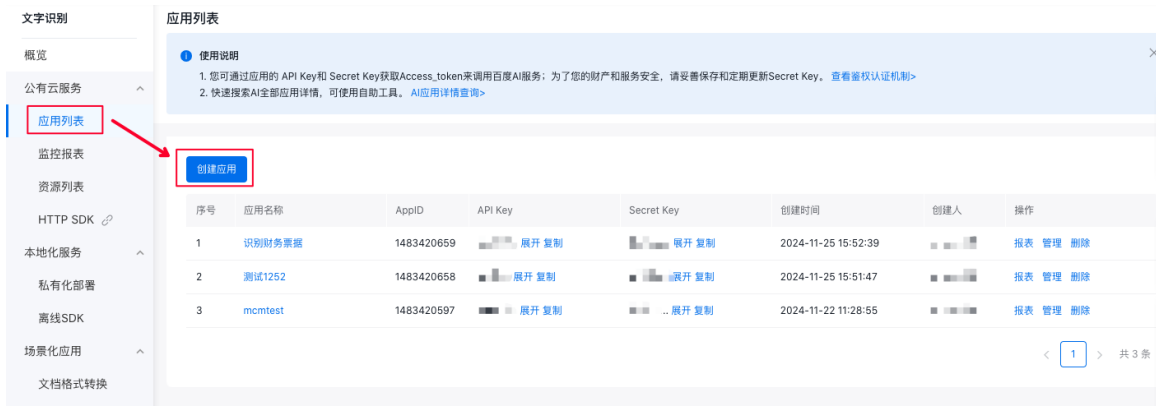 文字识别
概览
公有云服务
应用列表
监控报表
资源列表
HTTP SDK
本地化服务
私有化部署
离线SDK
场景化应用
文档格式转换
应用列表
使用说明
1. 您可通过应用的 API Key和 Secret Key获取Access_token来调用百度AI服务；为了您的财产和服务安全，请妥善保存和定期更新Secret Key。 查看鉴权认证机制>
2. 快速搜索AI全部应用详情，可使用自助工具。 AI应用详情查询>
创建应用
序号 应用名称 AppID API Key Secret Key 创建时间 创建人 操作
1 识别财务票据 1483420659 展开 复制 展开 复制 2024-11-25 15:52:39 报表 管理 删除
2 测试1252 1483420658 展开 复制 展开 复制 2024-11-25 15:51:47 报表 管理 删除
3 mcmtest 1483420597 展开 复制 .. 展开 复制 2024-11-22 11:28:55 报表 管理 删除
< 1 > 共 3 条